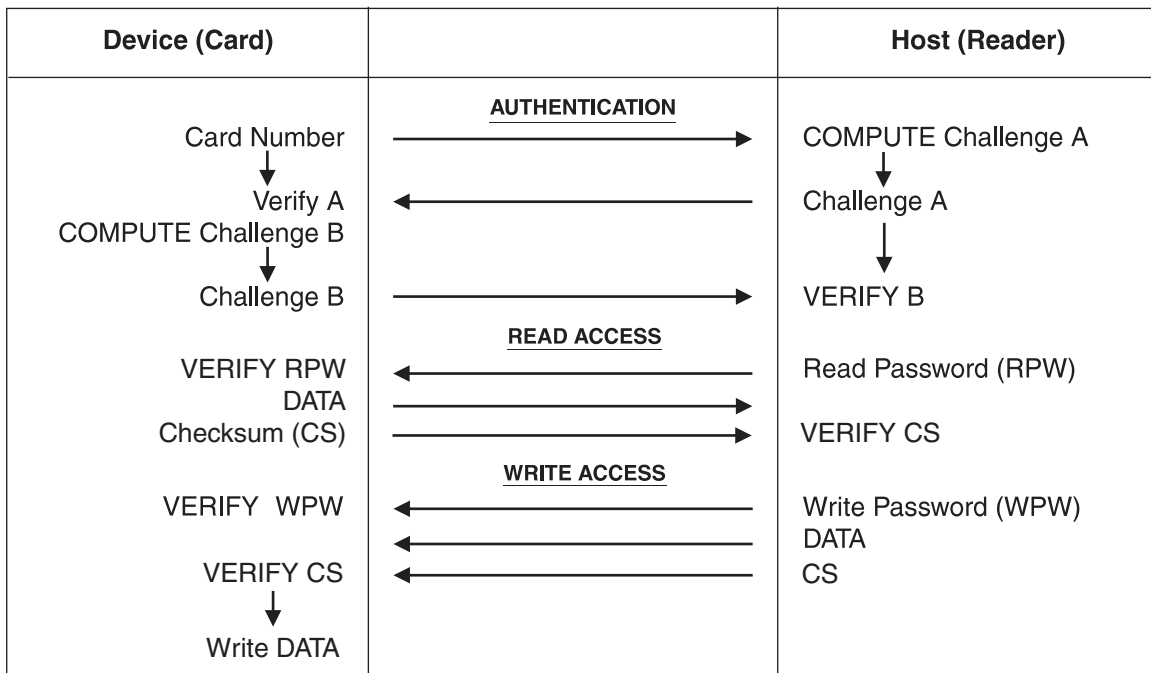 Device (Card) Host (Reader)
AUTHENTICATION
Card Number COMPUTE Challenge A
Verify A Challenge A
COMPUTE Challenge B
Challenge B VERIFY B
READ ACCESS
VERIFY RPW Read Password (RPW)
DATA
Checksum (CS) VERIFY CS
WRITE ACCESS
VERIFY WPW Write Password (WPW)
DATA
VERIFY CS CS
Write DATA